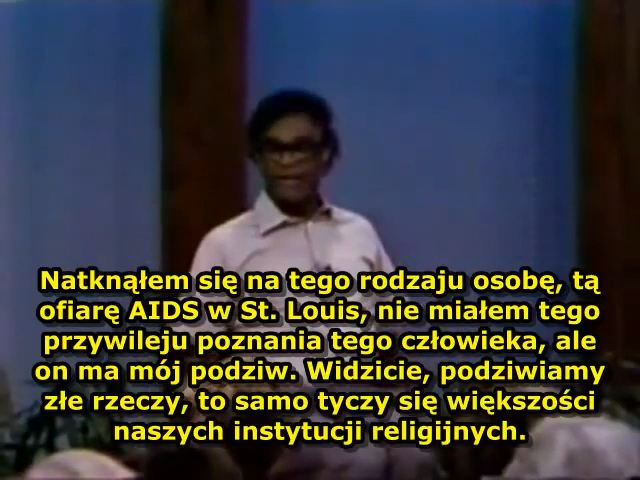 Natknąłem się na tego rodzaju osobę, tą
ofiarę AIDS w St. Louis, nie miałem tego
przywileju poznania tego człowieka, ale
on ma mój podziw. Widzicie, podziwiamy
złe rzeczy, to samo tyczy się większości
naszych instytucji religijnych.